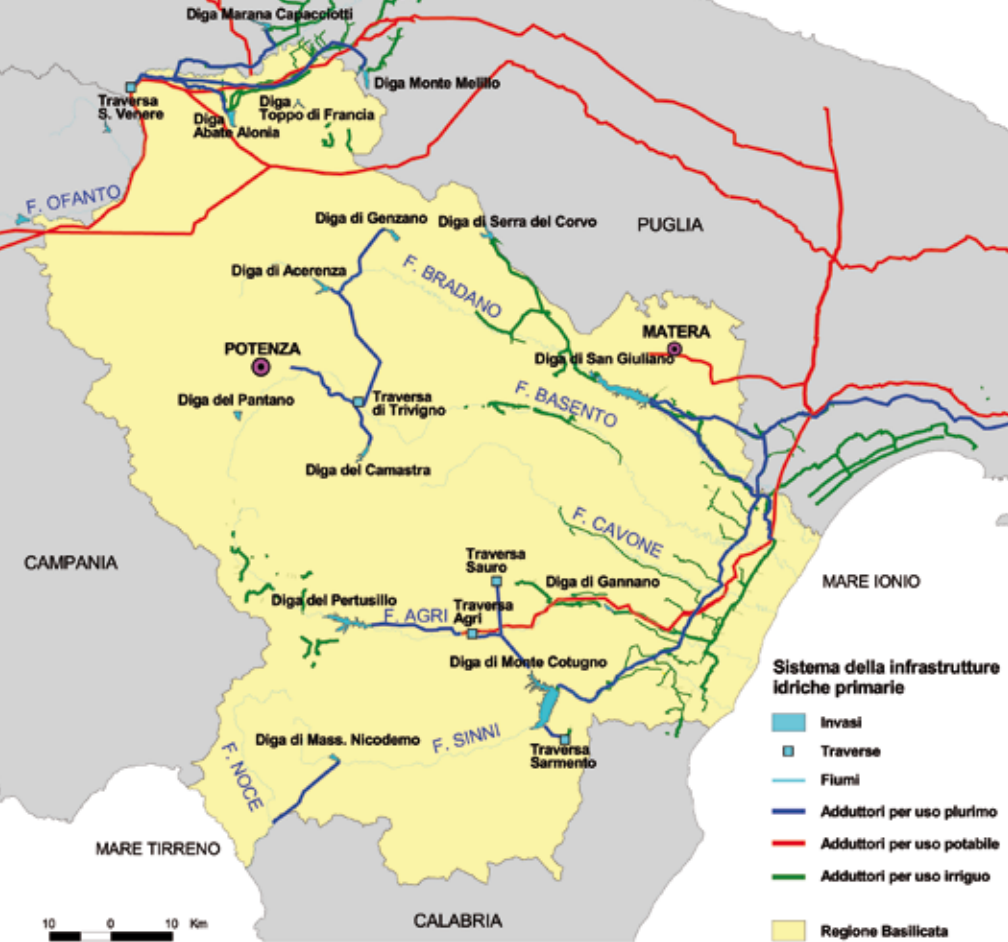 Diga Marana Capacciotti
Diga Monte Melillo
Traversa
S. Venere
Diga
Toppo di Francia
Diga
Abate Alonia
F. OFANTO
Diga di Genzano
Diga di Serra del Corvo
PUGLIA
Diga di Acerenza
F. BRADANO
MATERA
POTENZA
Diga di San Giuliano
Diga del Pantano
Traversa
di Trivigno
F. BASENTO
Diga del Camastra
F. CAVONE
CAMPANIA
Traversa
Sauro
Diga di Gannano
MARE IONIO
Diga del Pertusillo
F. AGRI
Traversa
Agri
Diga di Monte Cotugno
Sistema della infrastrutture
idriche primarie
Invasi
Diga di Mass. Nicodemo
F. SINNI
Traversa
Sarmento
Traverse
F. NOCE
Fiumi
Adduttori per uso plurimo
MARE TIRRENO
Adduttori per uso potabile
Adduttori per uso irriguo
10 0 10 Km
CALABRIA
Regione Basilicata